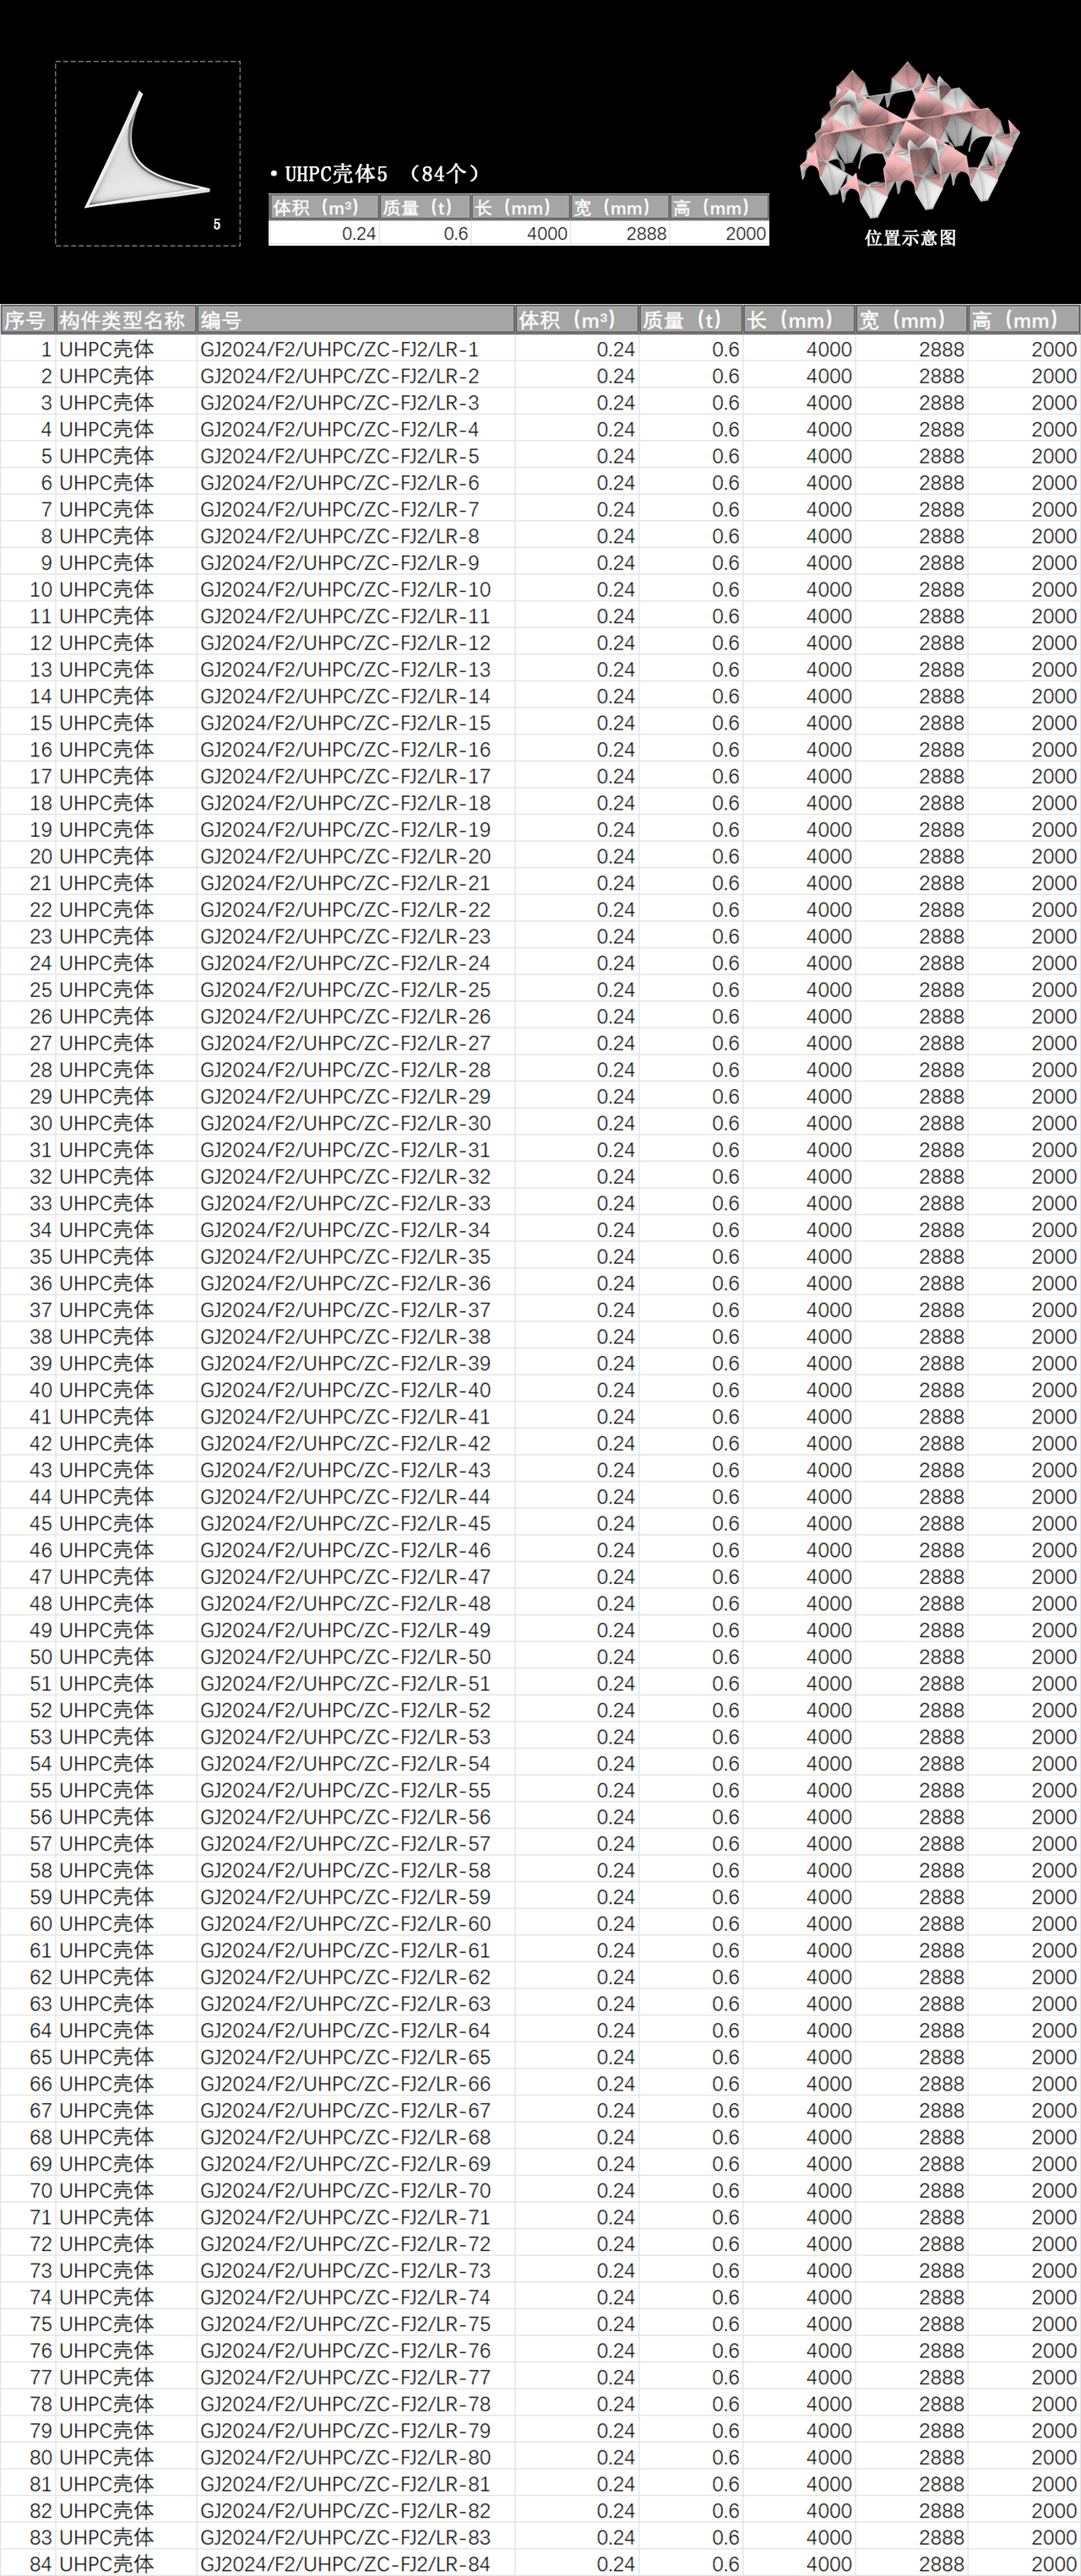 5
• UHPC壳体5 （84个）
体积（m³） 质量（t） 长（mm） 宽（mm） 高（mm）
0.24 0.6 4000 2888 2000
位置示意图
序号 构件类型名称 编号 体积（m³） 质量（t） 长（mm） 宽（mm） 高（mm）
1 UHPC壳体 GJ2024/F2/UHPC/ZC-FJ2/LR-1 0.24 0.6 4000 2888 2000
2 UHPC壳体 GJ2024/F2/UHPC/ZC-FJ2/LR-2 0.24 0.6 4000 2888 2000
3 UHPC壳体 GJ2024/F2/UHPC/ZC-FJ2/LR-3 0.24 0.6 4000 2888 2000
4 UHPC壳体 GJ2024/F2/UHPC/ZC-FJ2/LR-4 0.24 0.6 4000 2888 2000
5 UHPC壳体 GJ2024/F2/UHPC/ZC-FJ2/LR-5 0.24 0.6 4000 2888 2000
6 UHPC壳体 GJ2024/F2/UHPC/ZC-FJ2/LR-6 0.24 0.6 4000 2888 2000
7 UHPC壳体 GJ2024/F2/UHPC/ZC-FJ2/LR-7 0.24 0.6 4000 2888 2000
8 UHPC壳体 GJ2024/F2/UHPC/ZC-FJ2/LR-8 0.24 0.6 4000 2888 2000
9 UHPC壳体 GJ2024/F2/UHPC/ZC-FJ2/LR-9 0.24 0.6 4000 2888 2000
10 UHPC壳体 GJ2024/F2/UHPC/ZC-FJ2/LR-10 0.24 0.6 4000 2888 2000
11 UHPC壳体 GJ2024/F2/UHPC/ZC-FJ2/LR-11 0.24 0.6 4000 2888 2000
12 UHPC壳体 GJ2024/F2/UHPC/ZC-FJ2/LR-12 0.24 0.6 4000 2888 2000
13 UHPC壳体 GJ2024/F2/UHPC/ZC-FJ2/LR-13 0.24 0.6 4000 2888 2000
14 UHPC壳体 GJ2024/F2/UHPC/ZC-FJ2/LR-14 0.24 0.6 4000 2888 2000
15 UHPC壳体 GJ2024/F2/UHPC/ZC-FJ2/LR-15 0.24 0.6 4000 2888 2000
16 UHPC壳体 GJ2024/F2/UHPC/ZC-FJ2/LR-16 0.24 0.6 4000 2888 2000
17 UHPC壳体 GJ2024/F2/UHPC/ZC-FJ2/LR-17 0.24 0.6 4000 2888 2000
18 UHPC壳体 GJ2024/F2/UHPC/ZC-FJ2/LR-18 0.24 0.6 4000 2888 2000
19 UHPC壳体 GJ2024/F2/UHPC/ZC-FJ2/LR-19 0.24 0.6 4000 2888 2000
20 UHPC壳体 GJ2024/F2/UHPC/ZC-FJ2/LR-20 0.24 0.6 4000 2888 2000
21 UHPC壳体 GJ2024/F2/UHPC/ZC-FJ2/LR-21 0.24 0.6 4000 2888 2000
22 UHPC壳体 GJ2024/F2/UHPC/ZC-FJ2/LR-22 0.24 0.6 4000 2888 2000
23 UHPC壳体 GJ2024/F2/UHPC/ZC-FJ2/LR-23 0.24 0.6 4000 2888 2000
24 UHPC壳体 GJ2024/F2/UHPC/ZC-FJ2/LR-24 0.24 0.6 4000 2888 2000
25 UHPC壳体 GJ2024/F2/UHPC/ZC-FJ2/LR-25 0.24 0.6 4000 2888 2000
26 UHPC壳体 GJ2024/F2/UHPC/ZC-FJ2/LR-26 0.24 0.6 4000 2888 2000
27 UHPC壳体 GJ2024/F2/UHPC/ZC-FJ2/LR-27 0.24 0.6 4000 2888 2000
28 UHPC壳体 GJ2024/F2/UHPC/ZC-FJ2/LR-28 0.24 0.6 4000 2888 2000
29 UHPC壳体 GJ2024/F2/UHPC/ZC-FJ2/LR-29 0.24 0.6 4000 2888 2000
30 UHPC壳体 GJ2024/F2/UHPC/ZC-FJ2/LR-30 0.24 0.6 4000 2888 2000
31 UHPC壳体 GJ2024/F2/UHPC/ZC-FJ2/LR-31 0.24 0.6 4000 2888 2000
32 UHPC壳体 GJ2024/F2/UHPC/ZC-FJ2/LR-32 0.24 0.6 4000 2888 2000
33 UHPC壳体 GJ2024/F2/UHPC/ZC-FJ2/LR-33 0.24 0.6 4000 2888 2000
34 UHPC壳体 GJ2024/F2/UHPC/ZC-FJ2/LR-34 0.24 0.6 4000 2888 2000
35 UHPC壳体 GJ2024/F2/UHPC/ZC-FJ2/LR-35 0.24 0.6 4000 2888 2000
36 UHPC壳体 GJ2024/F2/UHPC/ZC-FJ2/LR-36 0.24 0.6 4000 2888 2000
37 UHPC壳体 GJ2024/F2/UHPC/ZC-FJ2/LR-37 0.24 0.6 4000 2888 2000
38 UHPC壳体 GJ2024/F2/UHPC/ZC-FJ2/LR-38 0.24 0.6 4000 2888 2000
39 UHPC壳体 GJ2024/F2/UHPC/ZC-FJ2/LR-39 0.24 0.6 4000 2888 2000
40 UHPC壳体 GJ2024/F2/UHPC/ZC-FJ2/LR-40 0.24 0.6 4000 2888 2000
41 UHPC壳体 GJ2024/F2/UHPC/ZC-FJ2/LR-41 0.24 0.6 4000 2888 2000
42 UHPC壳体 GJ2024/F2/UHPC/ZC-FJ2/LR-42 0.24 0.6 4000 2888 2000
43 UHPC壳体 GJ2024/F2/UHPC/ZC-FJ2/LR-43 0.24 0.6 4000 2888 2000
44 UHPC壳体 GJ2024/F2/UHPC/ZC-FJ2/LR-44 0.24 0.6 4000 2888 2000
45 UHPC壳体 GJ2024/F2/UHPC/ZC-FJ2/LR-45 0.24 0.6 4000 2888 2000
46 UHPC壳体 GJ2024/F2/UHPC/ZC-FJ2/LR-46 0.24 0.6 4000 2888 2000
47 UHPC壳体 GJ2024/F2/UHPC/ZC-FJ2/LR-47 0.24 0.6 4000 2888 2000
48 UHPC壳体 GJ2024/F2/UHPC/ZC-FJ2/LR-48 0.24 0.6 4000 2888 2000
49 UHPC壳体 GJ2024/F2/UHPC/ZC-FJ2/LR-49 0.24 0.6 4000 2888 2000
50 UHPC壳体 GJ2024/F2/UHPC/ZC-FJ2/LR-50 0.24 0.6 4000 2888 2000
51 UHPC壳体 GJ2024/F2/UHPC/ZC-FJ2/LR-51 0.24 0.6 4000 2888 2000
52 UHPC壳体 GJ2024/F2/UHPC/ZC-FJ2/LR-52 0.24 0.6 4000 2888 2000
53 UHPC壳体 GJ2024/F2/UHPC/ZC-FJ2/LR-53 0.24 0.6 4000 2888 2000
54 UHPC壳体 GJ2024/F2/UHPC/ZC-FJ2/LR-54 0.24 0.6 4000 2888 2000
55 UHPC壳体 GJ2024/F2/UHPC/ZC-FJ2/LR-55 0.24 0.6 4000 2888 2000
56 UHPC壳体 GJ2024/F2/UHPC/ZC-FJ2/LR-56 0.24 0.6 4000 2888 2000
57 UHPC壳体 GJ2024/F2/UHPC/ZC-FJ2/LR-57 0.24 0.6 4000 2888 2000
58 UHPC壳体 GJ2024/F2/UHPC/ZC-FJ2/LR-58 0.24 0.6 4000 2888 2000
59 UHPC壳体 GJ2024/F2/UHPC/ZC-FJ2/LR-59 0.24 0.6 4000 2888 2000
60 UHPC壳体 GJ2024/F2/UHPC/ZC-FJ2/LR-60 0.24 0.6 4000 2888 2000
61 UHPC壳体 GJ2024/F2/UHPC/ZC-FJ2/LR-61 0.24 0.6 4000 2888 2000
62 UHPC壳体 GJ2024/F2/UHPC/ZC-FJ2/LR-62 0.24 0.6 4000 2888 2000
63 UHPC壳体 GJ2024/F2/UHPC/ZC-FJ2/LR-63 0.24 0.6 4000 2888 2000
64 UHPC壳体 GJ2024/F2/UHPC/ZC-FJ2/LR-64 0.24 0.6 4000 2888 2000
65 UHPC壳体 GJ2024/F2/UHPC/ZC-FJ2/LR-65 0.24 0.6 4000 2888 2000
66 UHPC壳体 GJ2024/F2/UHPC/ZC-FJ2/LR-66 0.24 0.6 4000 2888 2000
67 UHPC壳体 GJ2024/F2/UHPC/ZC-FJ2/LR-67 0.24 0.6 4000 2888 2000
68 UHPC壳体 GJ2024/F2/UHPC/ZC-FJ2/LR-68 0.24 0.6 4000 2888 2000
69 UHPC壳体 GJ2024/F2/UHPC/ZC-FJ2/LR-69 0.24 0.6 4000 2888 2000
70 UHPC壳体 GJ2024/F2/UHPC/ZC-FJ2/LR-70 0.24 0.6 4000 2888 2000
71 UHPC壳体 GJ2024/F2/UHPC/ZC-FJ2/LR-71 0.24 0.6 4000 2888 2000
72 UHPC壳体 GJ2024/F2/UHPC/ZC-FJ2/LR-72 0.24 0.6 4000 2888 2000
73 UHPC壳体 GJ2024/F2/UHPC/ZC-FJ2/LR-73 0.24 0.6 4000 2888 2000
74 UHPC壳体 GJ2024/F2/UHPC/ZC-FJ2/LR-74 0.24 0.6 4000 2888 2000
75 UHPC壳体 GJ2024/F2/UHPC/ZC-FJ2/LR-75 0.24 0.6 4000 2888 2000
76 UHPC壳体 GJ2024/F2/UHPC/ZC-FJ2/LR-76 0.24 0.6 4000 2888 2000
77 UHPC壳体 GJ2024/F2/UHPC/ZC-FJ2/LR-77 0.24 0.6 4000 2888 2000
78 UHPC壳体 GJ2024/F2/UHPC/ZC-FJ2/LR-78 0.24 0.6 4000 2888 2000
79 UHPC壳体 GJ2024/F2/UHPC/ZC-FJ2/LR-79 0.24 0.6 4000 2888 2000
80 UHPC壳体 GJ2024/F2/UHPC/ZC-FJ2/LR-80 0.24 0.6 4000 2888 2000
81 UHPC壳体 GJ2024/F2/UHPC/ZC-FJ2/LR-81 0.24 0.6 4000 2888 2000
82 UHPC壳体 GJ2024/F2/UHPC/ZC-FJ2/LR-82 0.24 0.6 4000 2888 2000
83 UHPC壳体 GJ2024/F2/UHPC/ZC-FJ2/LR-83 0.24 0.6 4000 2888 2000
84 UHPC壳体 GJ2024/F2/UHPC/ZC-FJ2/LR-84 0.24 0.6 4000 2888 2000